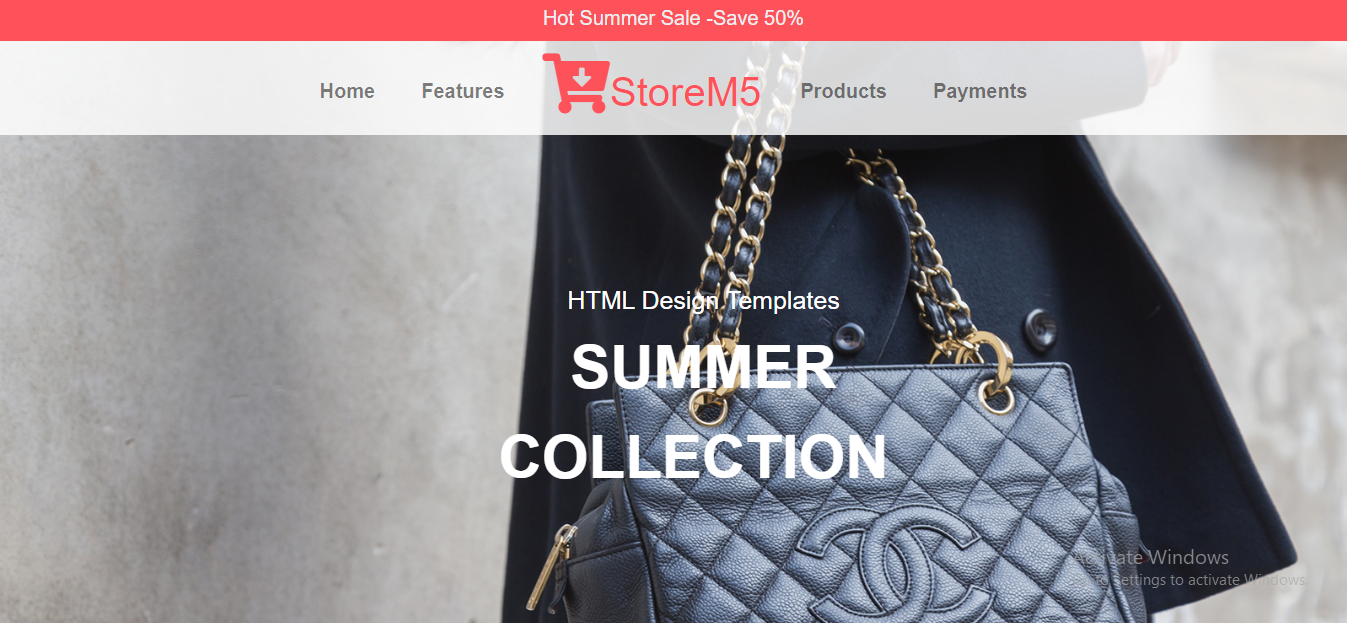 Hot Summer Sale -Save 50%
Home Features StoreM5 Products Payments
HTML Design Templates
SUMMER
COLLECTION
Activate Windows
Go to Settings to activate Windows.